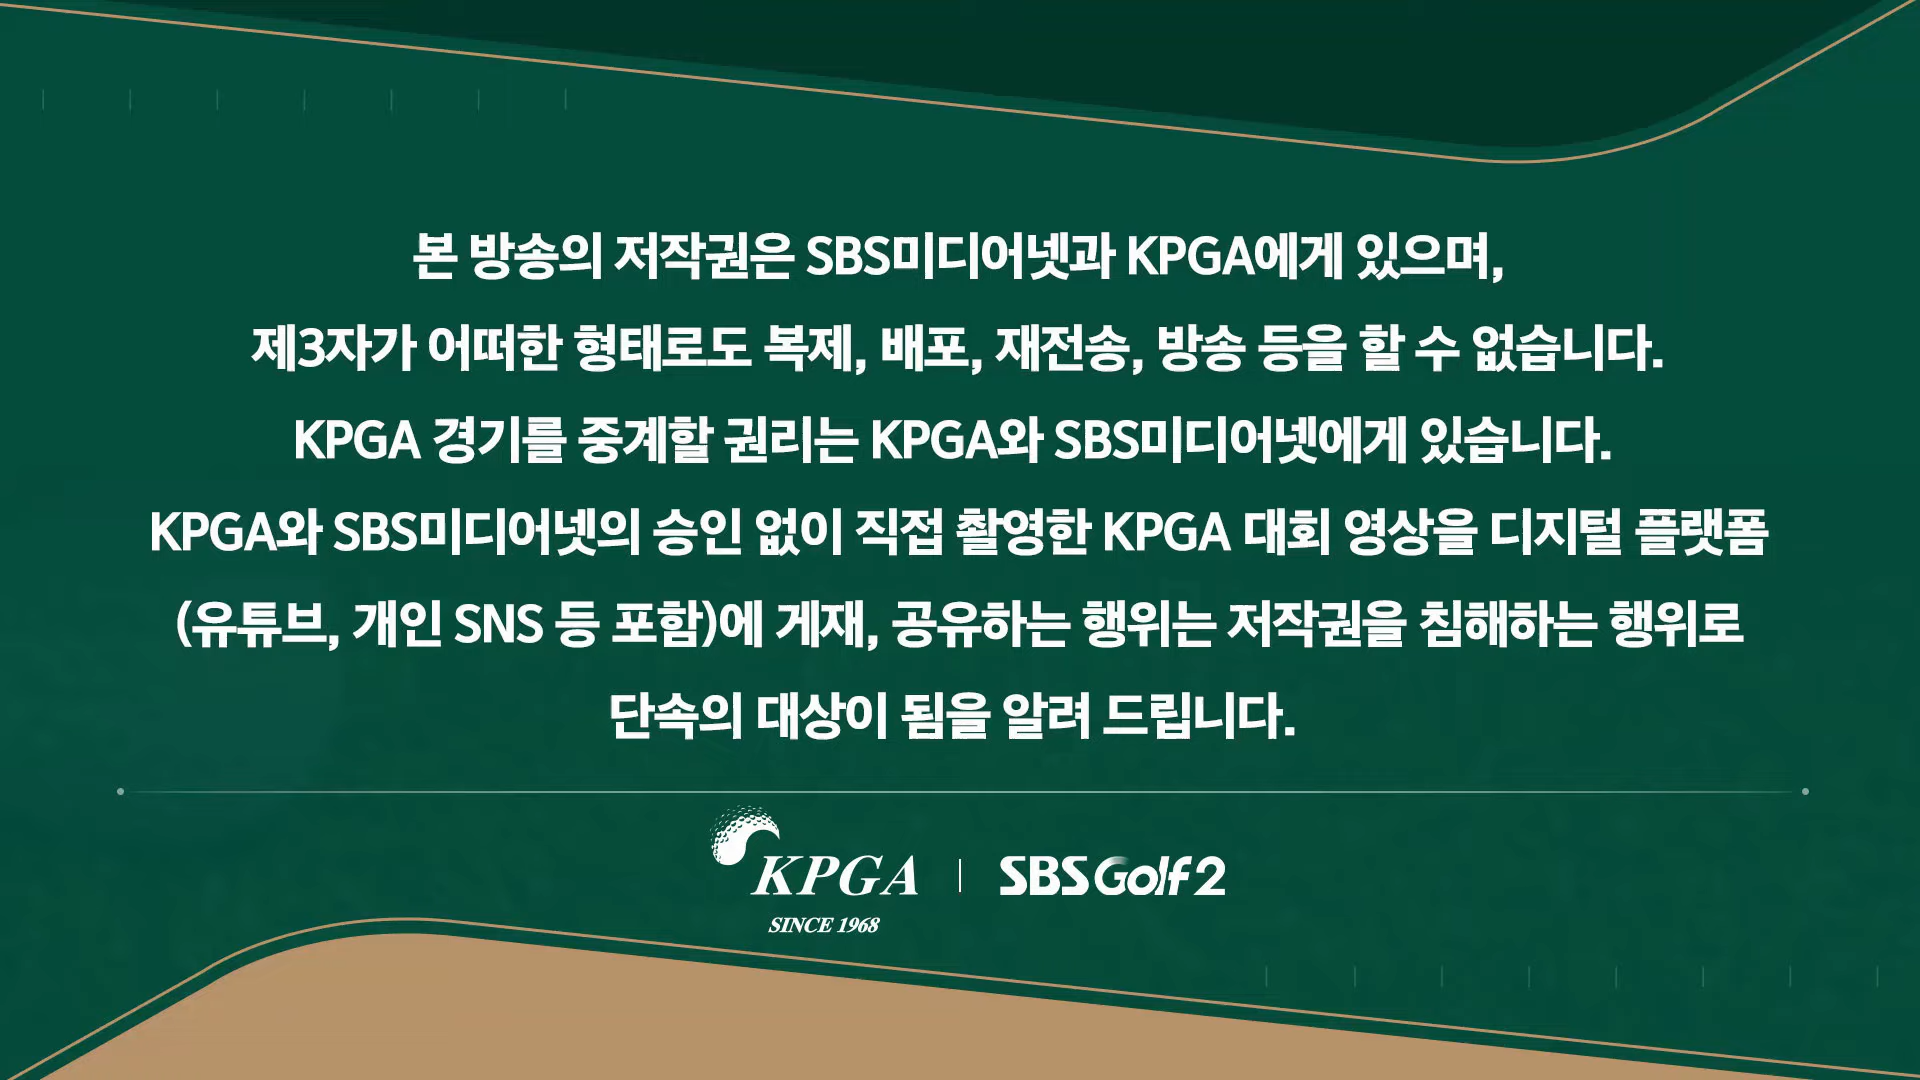 본 방송의 저작권은 SBS미디어넷과 KPGA에게 있으며,
제3자가 어떠한 형태로도 복제, 배포, 재전송, 방송 등을 할 수 없습니다.
KPGA 경기를 중계할 권리는 KPGA와 SBS미디어넷에게 있습니다.
KPGA와 SBS미디어넷의 승인 없이 직접 촬영한 KPGA 대회 영상을 디지털 플랫폼
(유튜브, 개인 SNS 등 포함)에 게재, 공유하는 행위는 저작권을 침해하는 행위로
단속의 대상이 됨을 알려 드립니다.
KPGA | SBS Golf 2
SINCE 1968